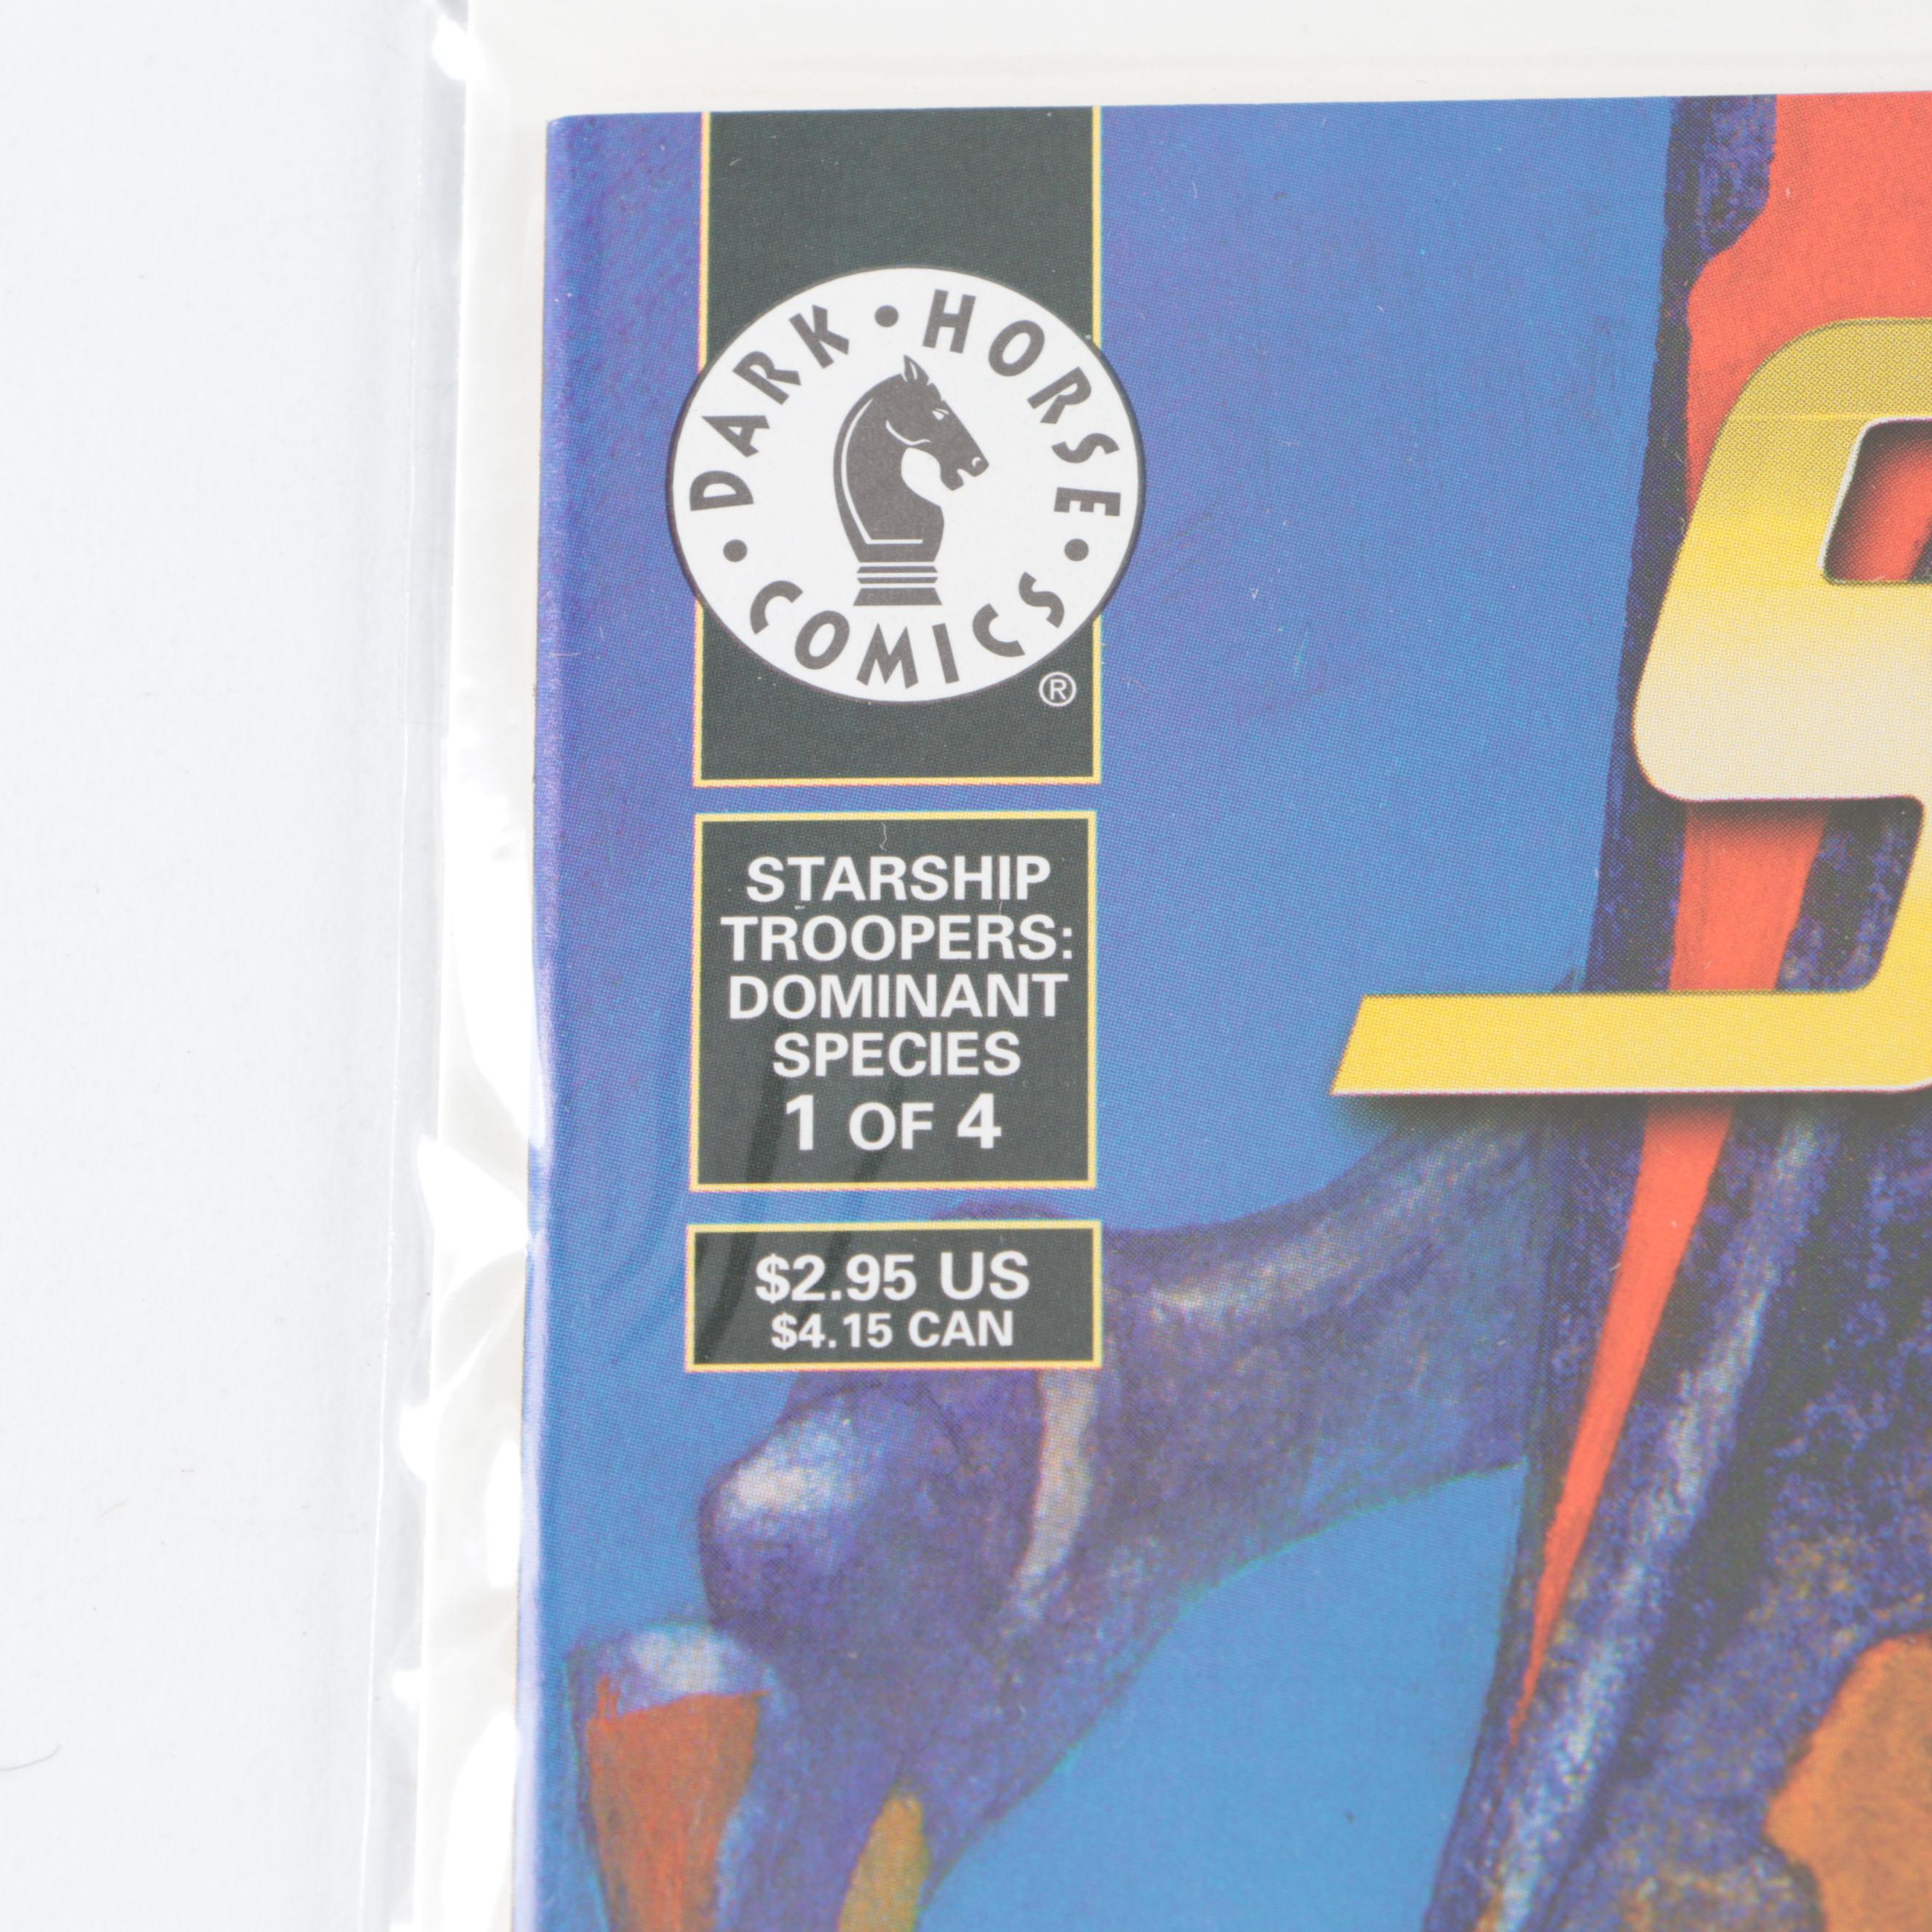 DARK • HORSE
• COMICS •
®
STARSHIP
TROOPERS:
DOMINANT
SPECIES
1 OF 4
$2.95 US
$4.15 CAN
S